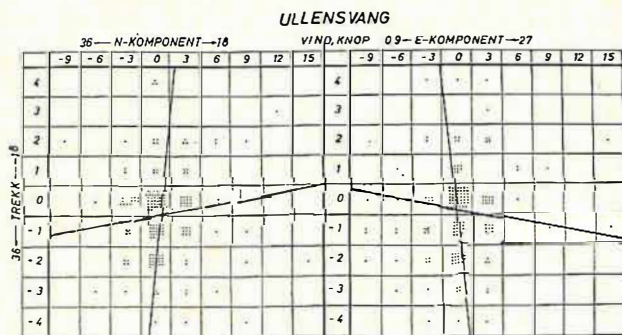 ULLENSVANG
36 — N-KOMPONENT → 18 VIND, KNOP 09 — E-KOMPONENT → 27
-9 -6 -3 0 6 9 12 15 -9 -6 -3 0 3 6 9 12 15
4 4
3 3
2 2
1 1
0 0
-1 -1
-2 -2
-3 -3
-4 -4
36 — TREKK — 18